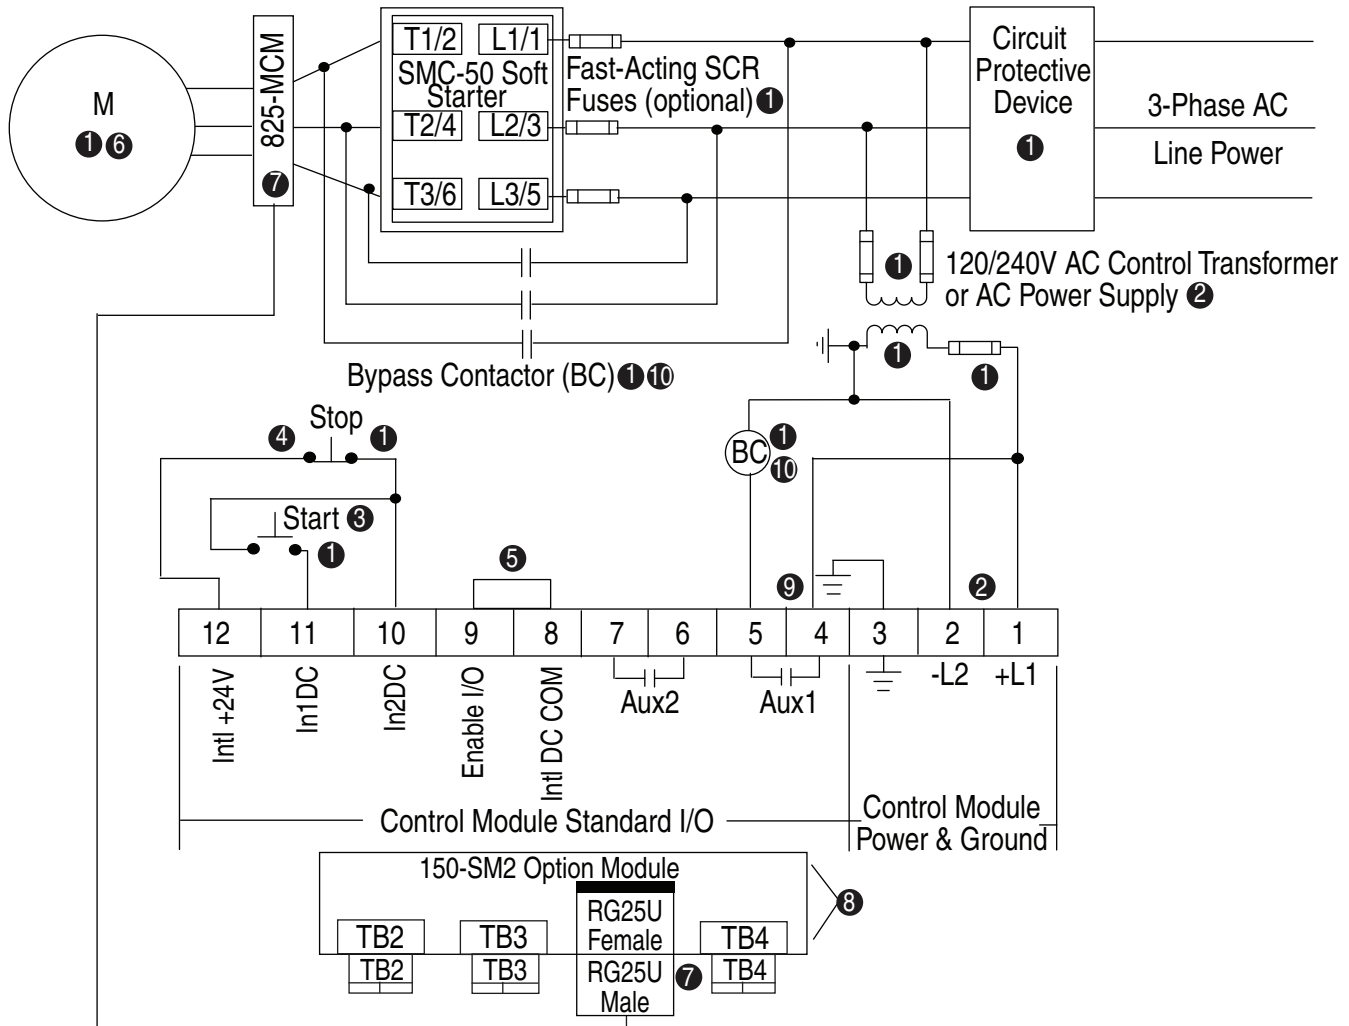 M
❶ ❻
825-MCM
❼
T1/2 L1/1
SMC-50 Soft
Starter
T2/4 L2/3
T3/6 L3/5
Fast-Acting SCR
Fuses (optional) ❶
Circuit
Protective
Device
❶
3-Phase AC
Line Power
❶
120/240V AC Control Transformer
or AC Power Supply ❷
❶
❶
Bypass Contactor (BC) ❶ ❿
Stop
❹ ❶
Start ❸
❶
BC
❶
❿
❺
❾
❷
12 11 10 9 8 7 6 5 4 3 2 1
Intl +24V
In1DC
In2DC
Enable I/O
Intl DC COM
Aux2
Aux1
-L2
+L1
Control Module Standard I/O
Control Module
Power & Ground
150-SM2 Option Module
❽
RG25U
Female
TB2 TB3 TB4
TB2 TB3 TB4
RG25U
Male
❼